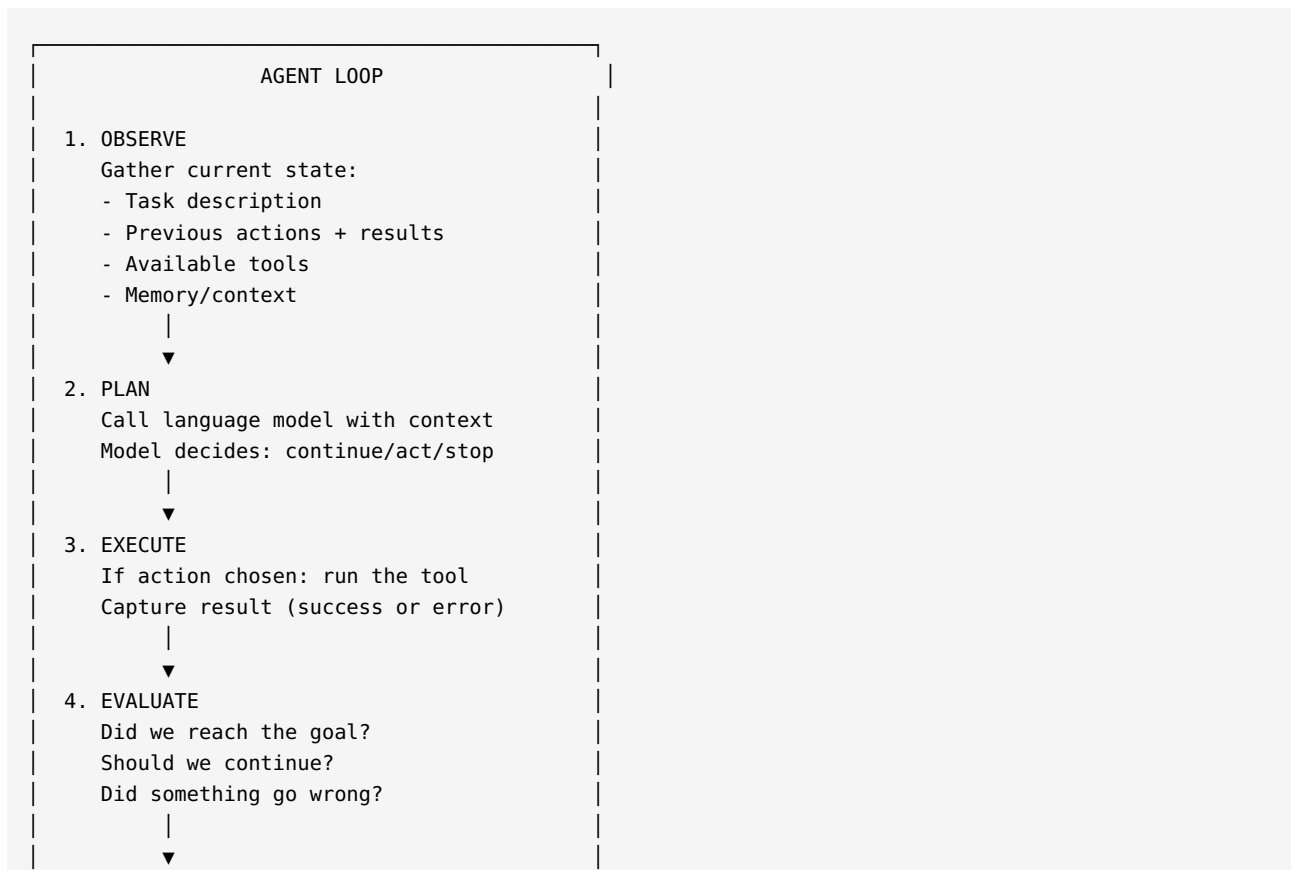 AGENT LOOP
1. OBSERVE
Gather current state:
- Task description
- Previous actions + results
- Available tools
- Memory/context
2. PLAN
Call language model with context
Model decides: continue/act/stop
3. EXECUTE
If action chosen: run the tool
Capture result (success or error)
4. EVALUATE
Did we reach the goal?
Should we continue?
Did something go wrong?